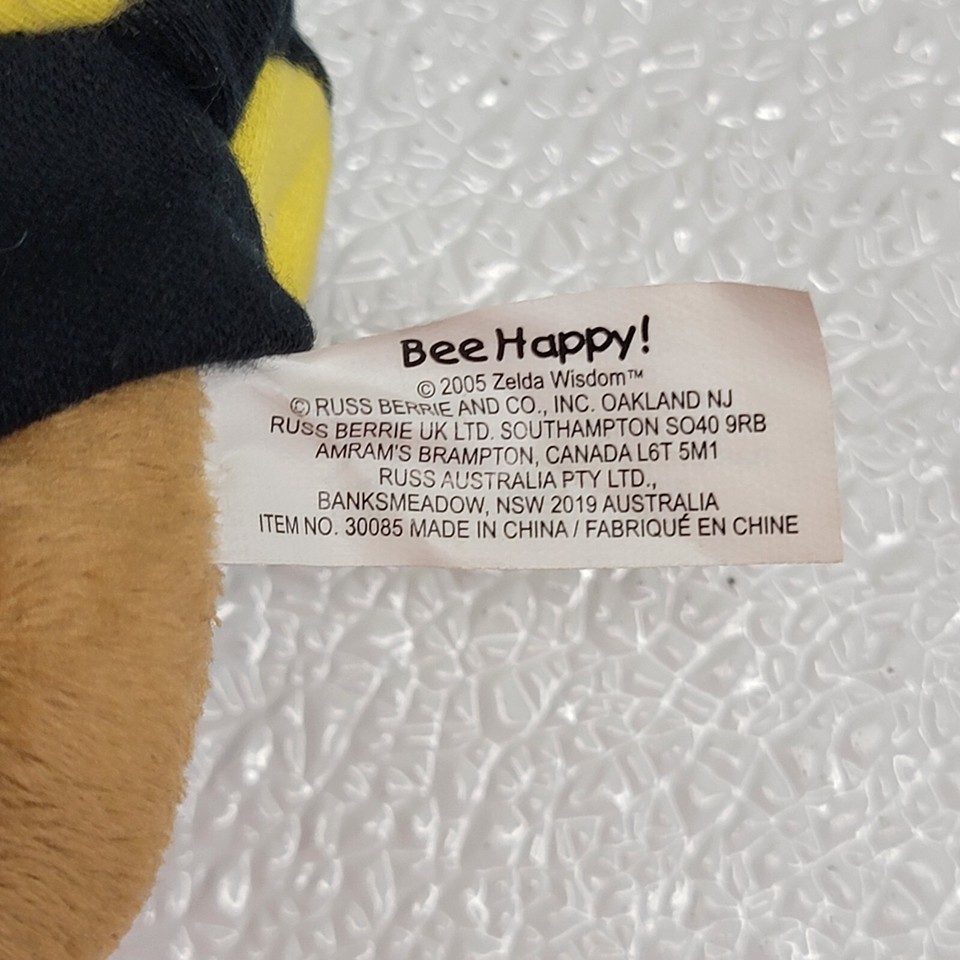 Bee Happy!
© 2005 Zelda Wisdom™
© RUSS BERRIE AND CO., INC. OAKLAND NJ
RUSS BERRIE UK LTD. SOUTHAMPTON SO40 9RB
AMRAM'S BRAMPTON, CANADA L6T 5M1
RUSS AUSTRALIA PTY LTD.,
BANKSMEADOW, NSW 2019 AUSTRALIA
ITEM NO. 30085 MADE IN CHINA / FABRIQUÉ EN CHINE